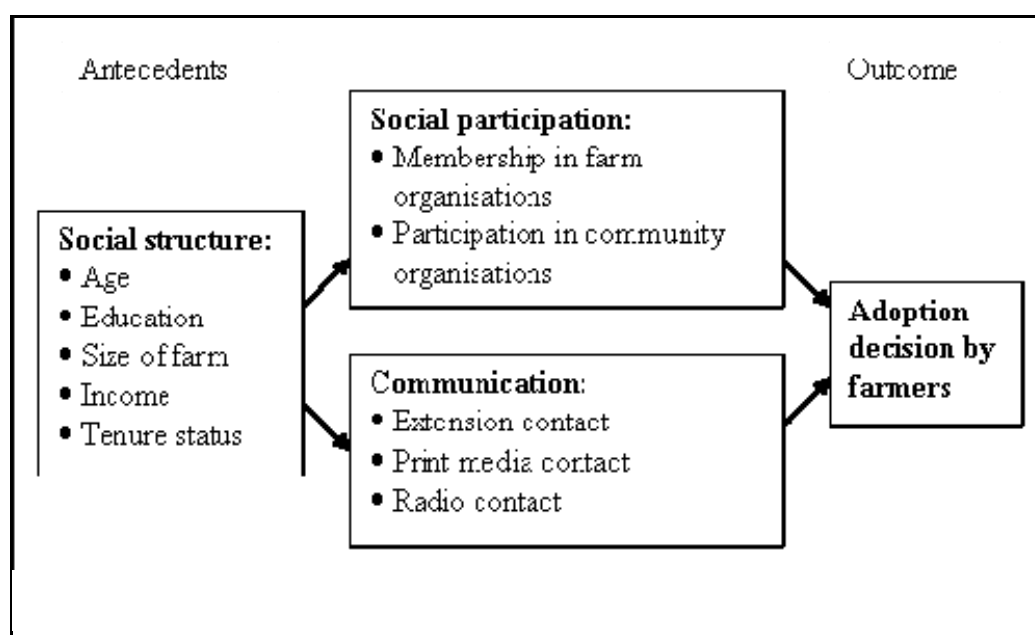 Antecedents
Outcome
Social participation:
• Membership in farm
organisations
• Participation in community
organisations
Social structure:
• Age
• Education
• Size of farm
• Income
• Tenure status
Communication:
• Extension contact
• Print media contact
• Radio contact
Adoption
decision by
farmers